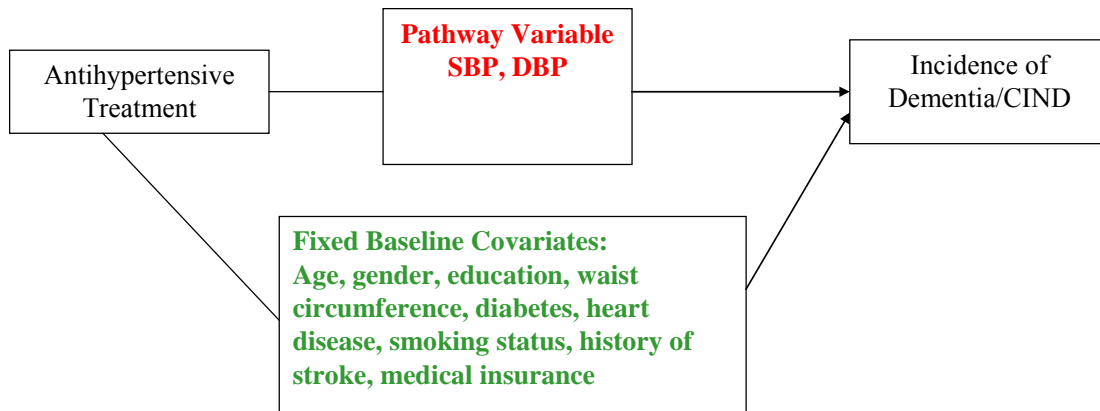 Pathway Variable
SBP, DBP
Antihypertensive
Treatment
Incidence of
Dementia/CIND
Fixed Baseline Covariates:
Age, gender, education, waist
circumference, diabetes, heart
disease, smoking status, history of
stroke, medical insurance